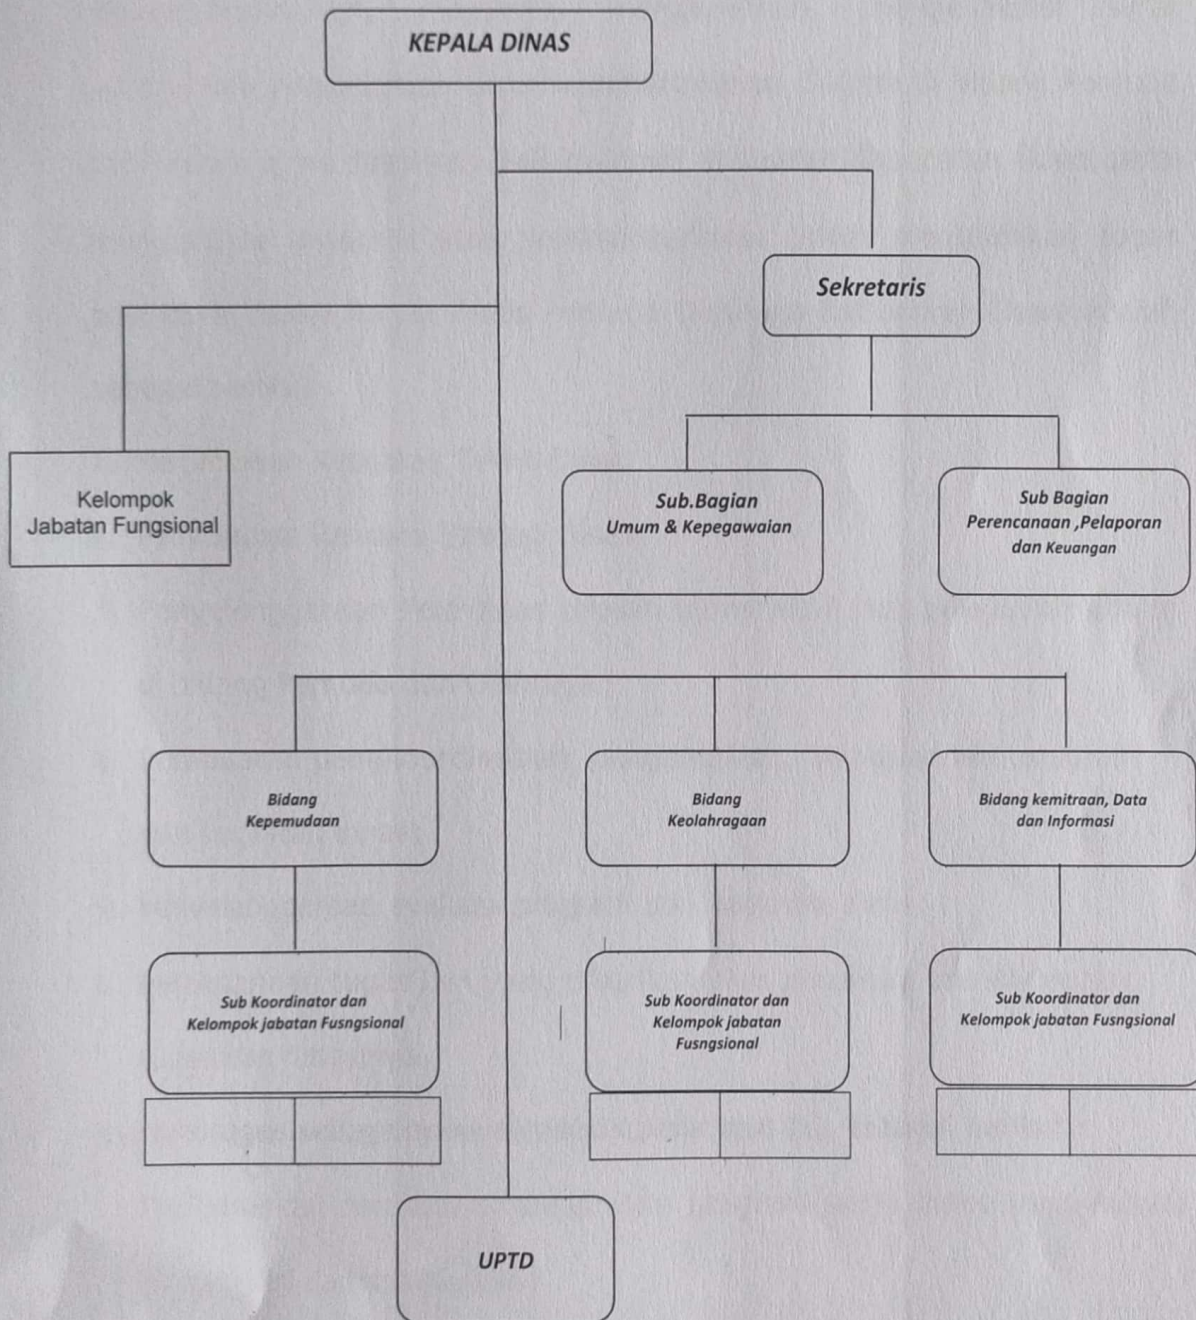 KEPALA DINAS
Sekretaris
Kelompok
Jabatan Fungsional
Sub.Bagian
Umum & Kepegawaian
Sub Bagian
Perencanaan ,Pelaporan
dan Keuangan
Bidang
Kepemudaan
Bidang
Keolahragaan
Bidang kemitraan, Data
dan Informasi
Sub Koordinator dan
Kelompok jabatan Fusngsional
Sub Koordinator dan
Kelompok jabatan
Fusngsional
Sub Koordinator dan
Kelompok jabatan Fusngsional
UPTD